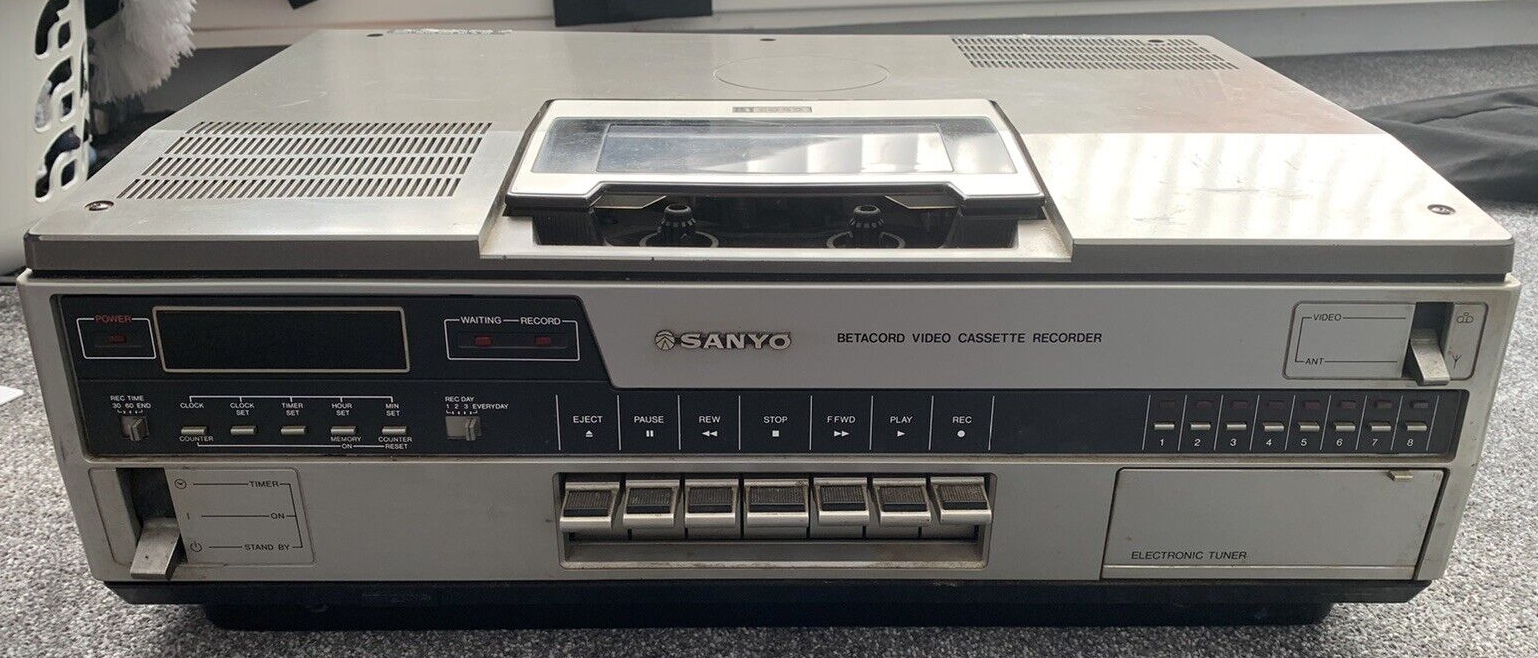 POWER
WAITING RECORD
SANYO
BETACORD VIDEO CASSETTE RECORDER
VIDEO
ANT
REC TIME
30 60 END
CLOCK
CLOCK SET
TIMER SET
HOUR SET
MIN SET
COUNTER
MEMORY ON
COUNTER RESET
REC DAY
1 2 3 EVERYDAY
EJECT
PAUSE
REW
STOP
F FWD
PLAY
REC
1 2 3 4 5 6 7 8
TIMER
ON
STAND BY
ELECTRONIC TUNER